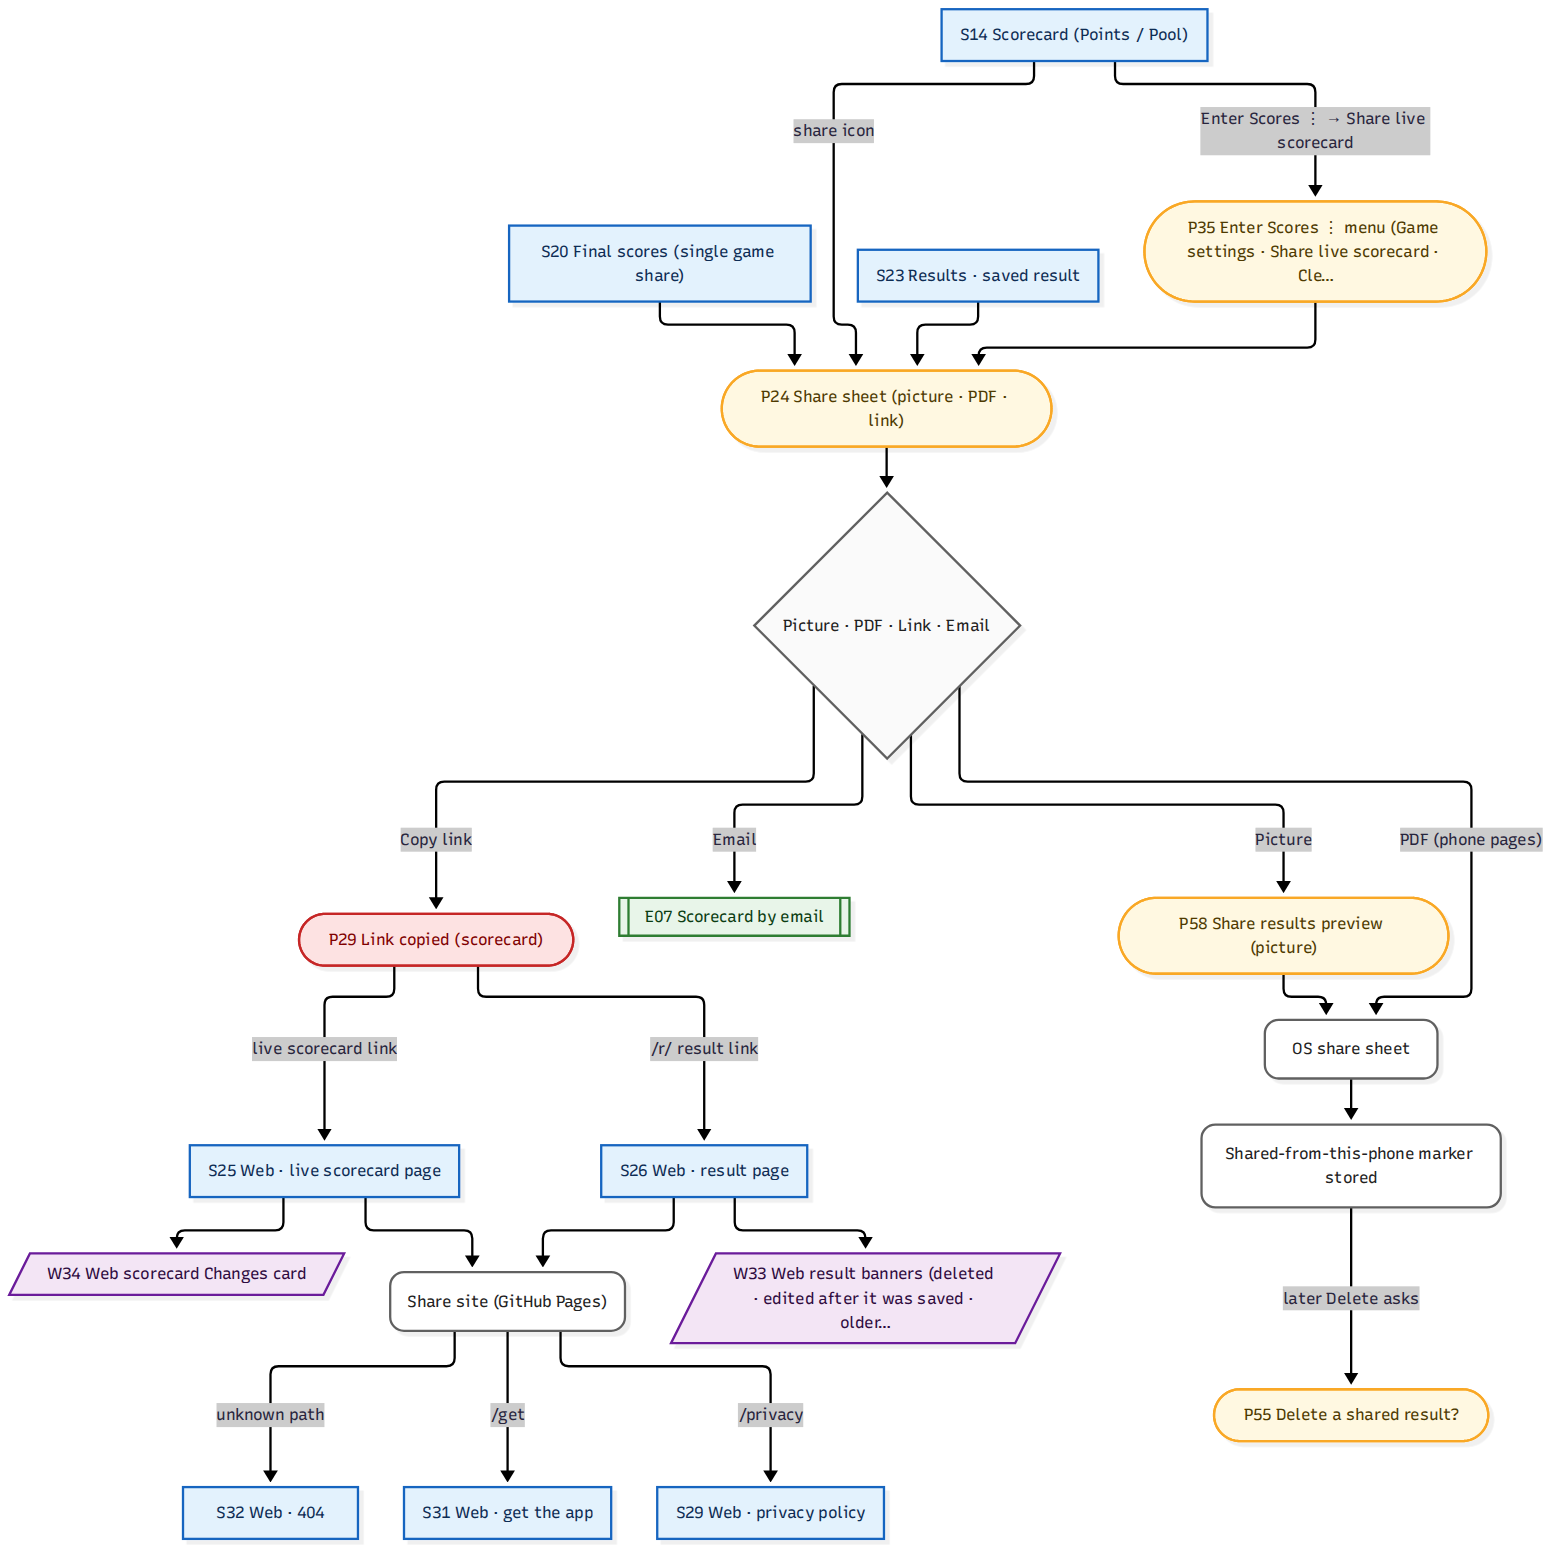 S14 Scorecard (Points / Pool)
share icon
Enter Scores ⋮ → Share live
scorecard
S20 Final scores (single game
share)
S23 Results · saved result
P35 Enter Scores ⋮ menu (Game
settings · Share live scorecard ·
Cle...
P24 Share sheet (picture · PDF ·
link)
Picture · PDF · Link · Email
Copy link
Email
Picture
PDF (phone pages)
P29 Link copied (scorecard)
E07 Scorecard by email
P58 Share results preview
(picture)
live scorecard link
/r/ result link
OS share sheet
S25 Web · live scorecard page
S26 Web · result page
Shared-from-this-phone marker
stored
W34 Web scorecard Changes card
Share site (GitHub Pages)
W33 Web result banners (deleted
· edited after it was saved ·
older...
later Delete asks
unknown path
/get
/privacy
P55 Delete a shared result?
S32 Web · 404
S31 Web · get the app
S29 Web · privacy policy